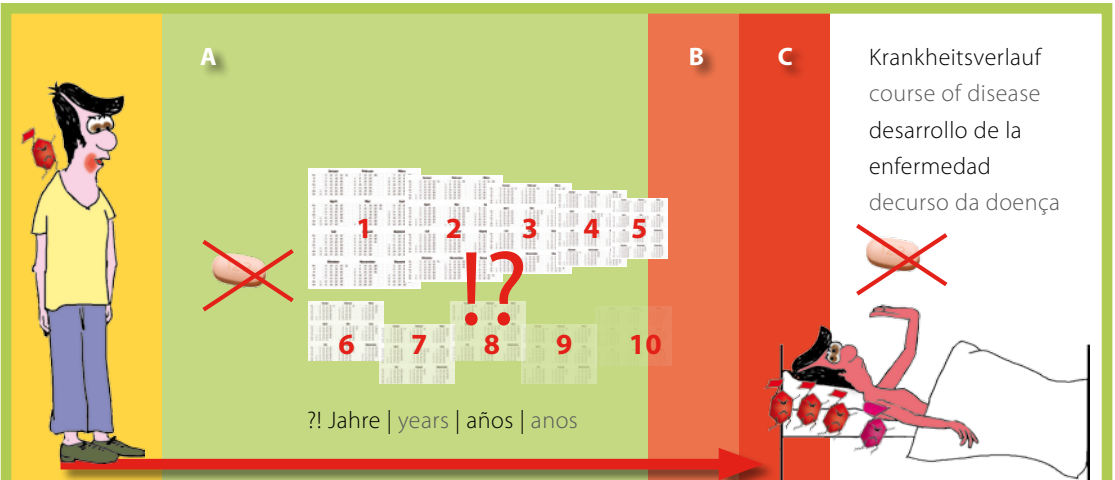 A
B
C
Krankheitsverlauf
course of disease
desarrollo de la
enfermedad
decurso da doença
1
2
3
4
5
!?
6
7
8
9
10
?! Jahre | years | años | anos